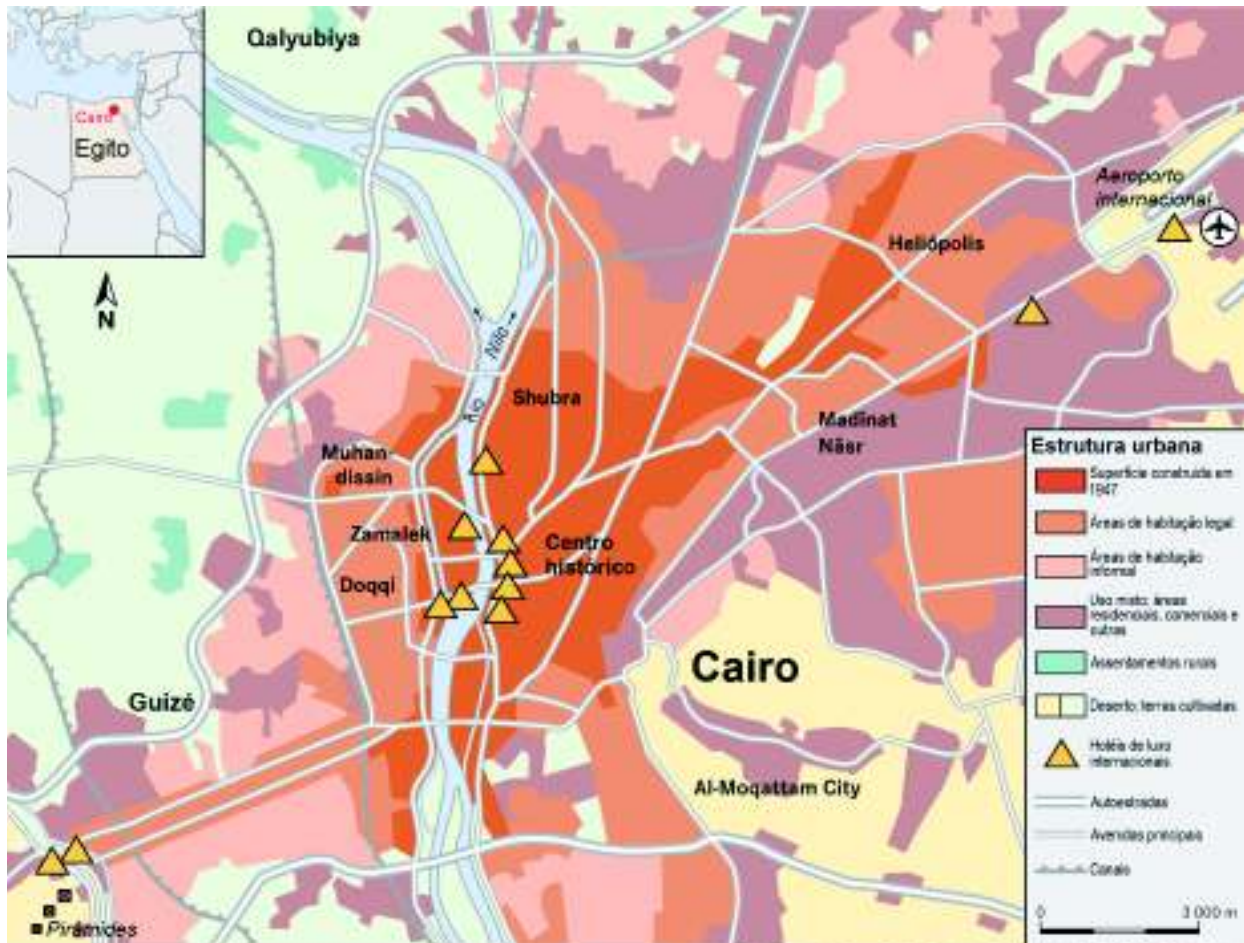 Qalyubiya
Cairo
Egito
N
Aeroporto
internacional
Heliópolis
Rio Nilo
Shubra
Madīnat
Nāsr
Muhan-
dissin
Zamalek
Centro
histórico
Doqqi
Cairo
Guizé
Al-Moqattam City
Pirâmides
Estrutura urbana
Superfície construída em
1947
Áreas de habitação legal
Áreas de habitação
informal
Uso misto: áreas
residenciais, comerciais e
outras
Assentamentos rurais
Deserto; terras cultivadas
Hotéis de luxo
internacionais
Autoestradas
Avenidas principais
Canais
0 3 000 m